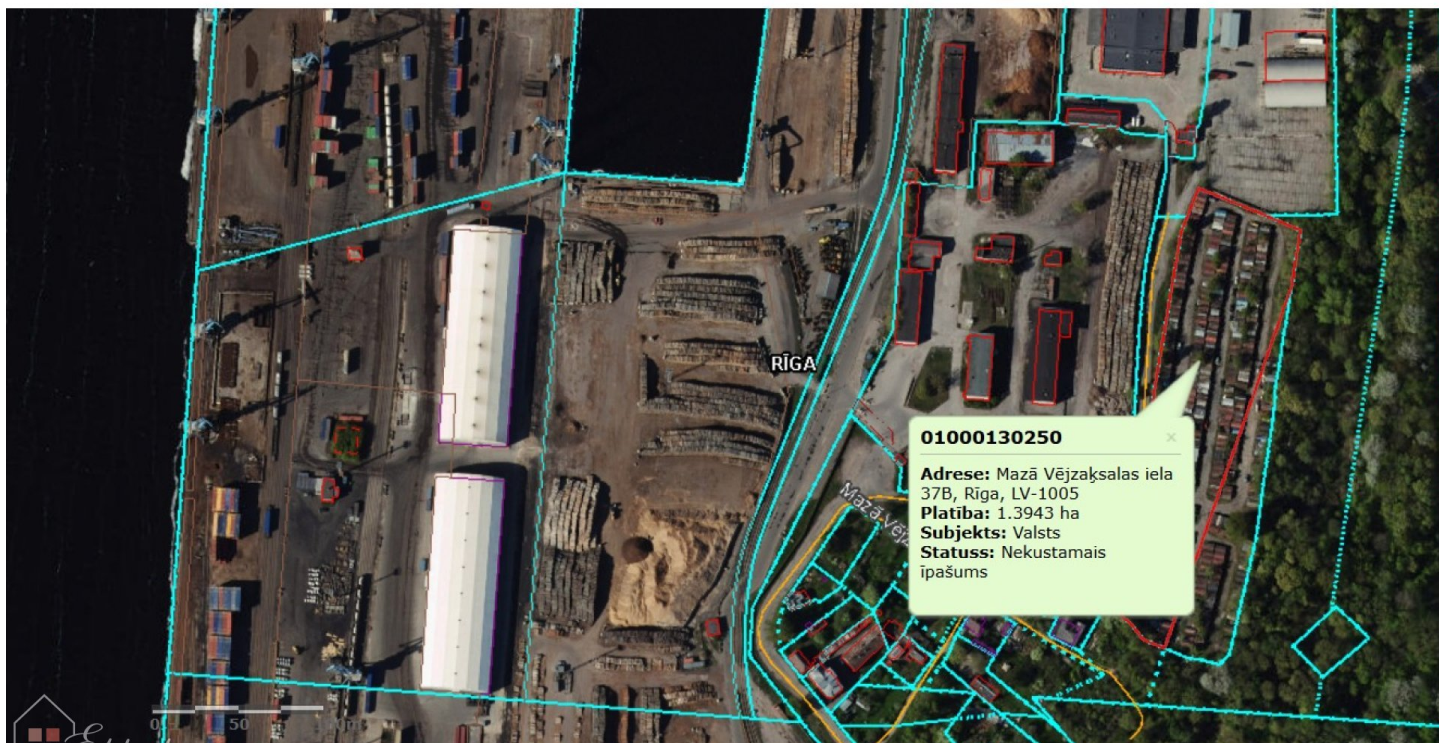 RĪGA
01000130250
×
Adrese: Mazā Vējzaķsalas iela
37B, Rīga, LV-1005
Platība: 1.3943 ha
Subjekts: Valsts
Statuss: Nekustamais
īpašums
Mazā
50